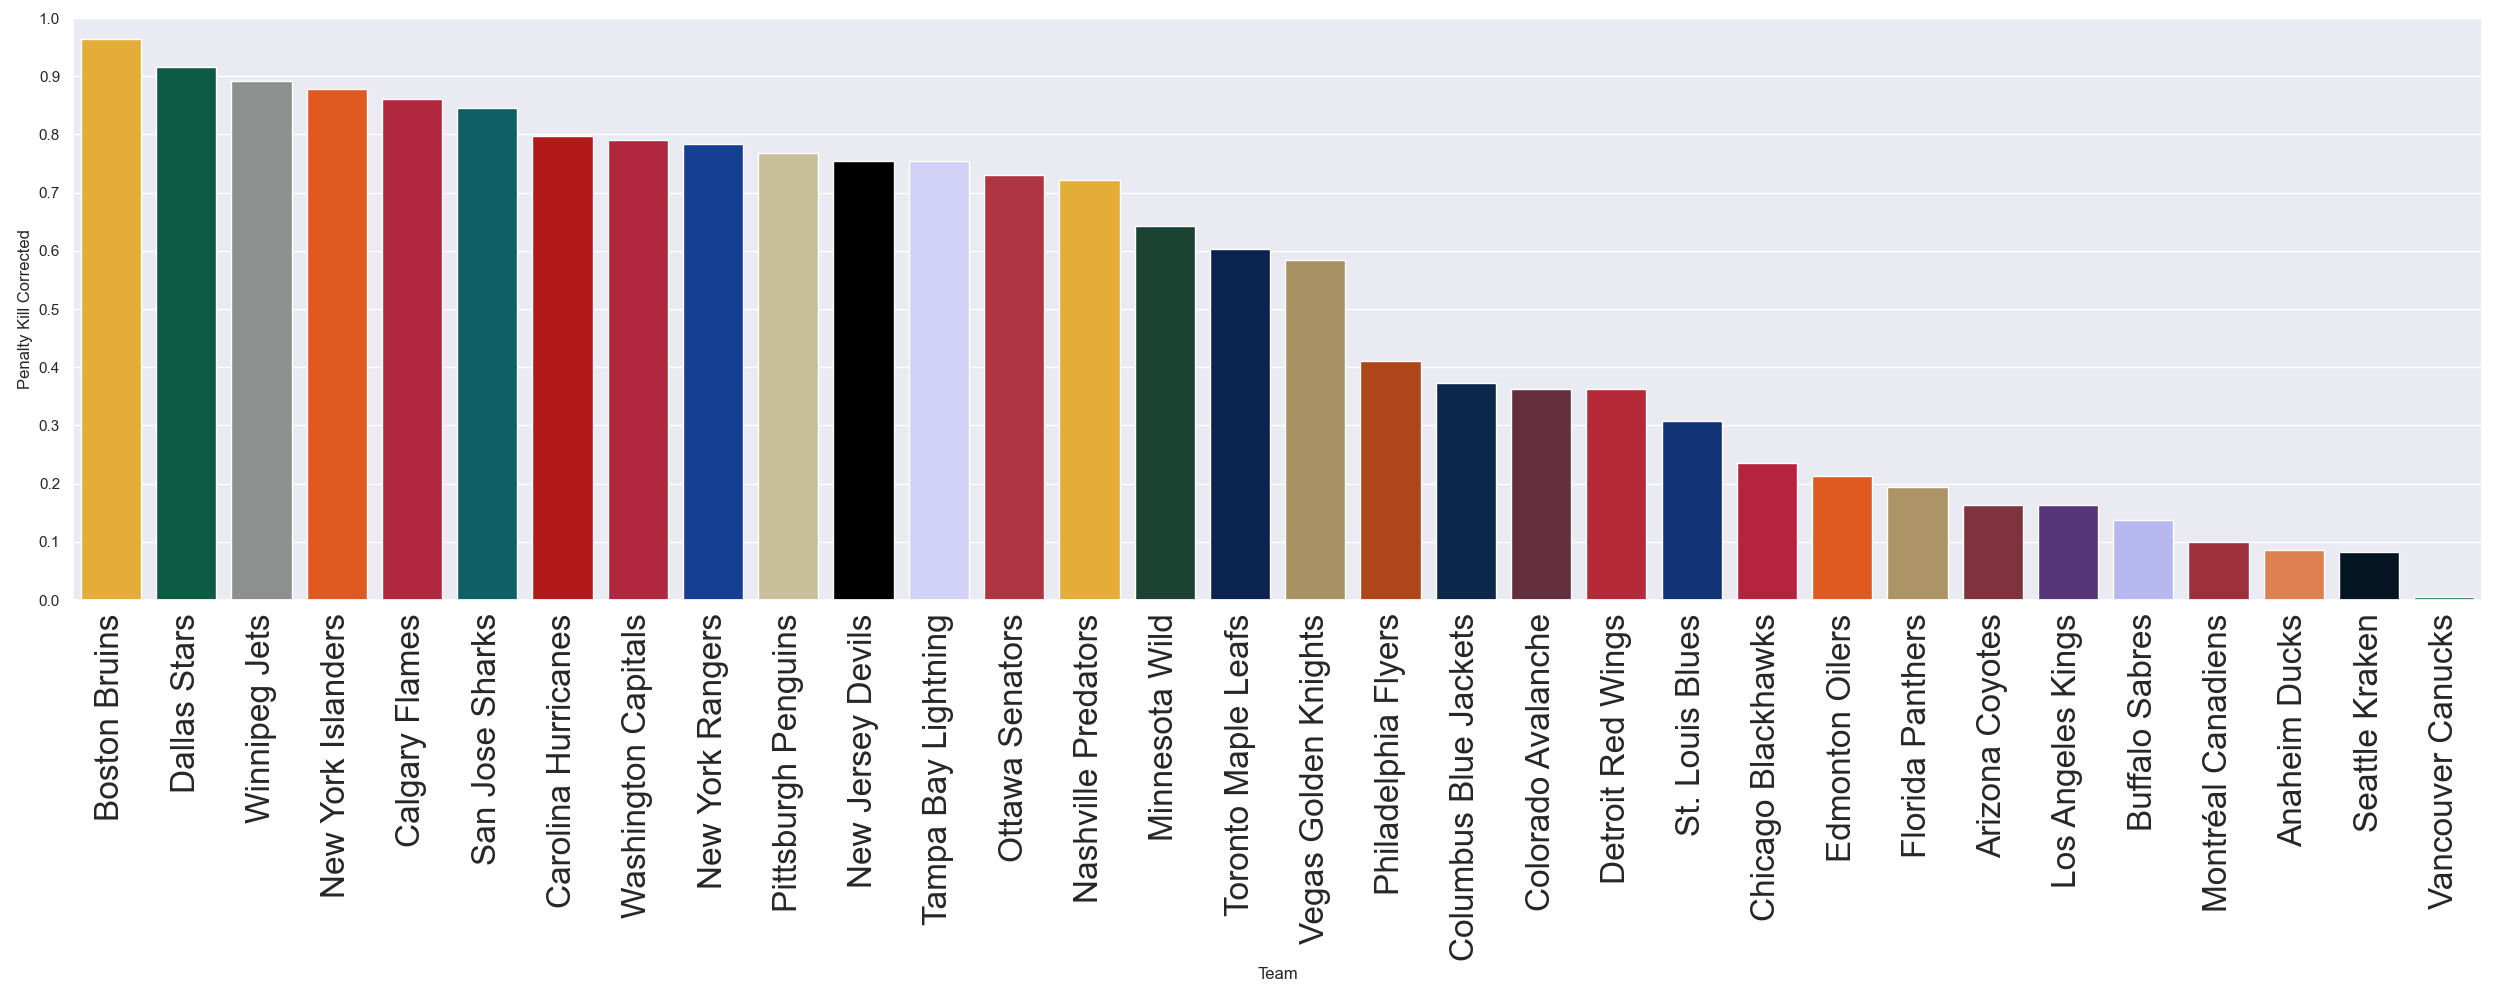 1.0
0.9
0.8
0.7
0.6
0.5
0.4
0.3
0.2
0.1
0.0
Penalty Kill Corrected
Boston Bruins
Dallas Stars
Winnipeg Jets
New York Islanders
Calgary Flames
San Jose Sharks
Carolina Hurricanes
Washington Capitals
New York Rangers
Pittsburgh Penguins
New Jersey Devils
Tampa Bay Lightning
Ottawa Senators
Nashville Predators
Minnesota Wild
Toronto Maple Leafs
Vegas Golden Knights
Philadelphia Flyers
Columbus Blue Jackets
Colorado Avalanche
Detroit Red Wings
St. Louis Blues
Chicago Blackhawks
Edmonton Oilers
Florida Panthers
Arizona Coyotes
Los Angeles Kings
Buffalo Sabres
Montréal Canadiens
Anaheim Ducks
Seattle Kraken
Vancouver Canucks
Team